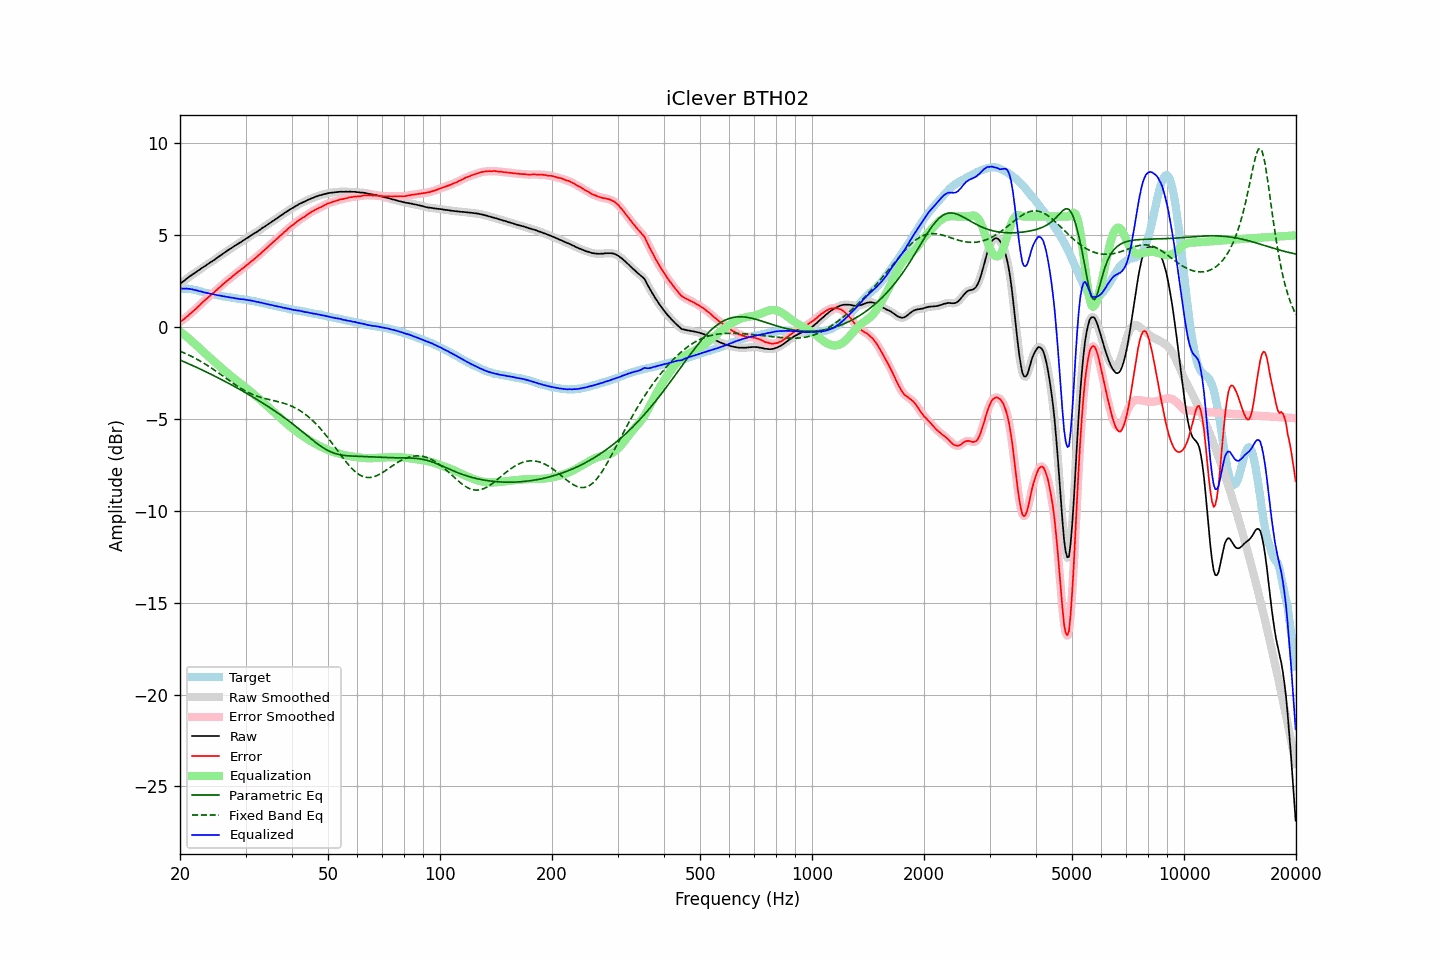 iClever BTH02
Amplitude (dBr)
10
5
0
−5
−10
−15
−20
−25
Target
Raw Smoothed
Error Smoothed
Raw
Error
Equalization
Parametric Eq
Fixed Band Eq
Equalized
20 50 100 200 500 1000 2000 5000 10000 20000
Frequency (Hz)